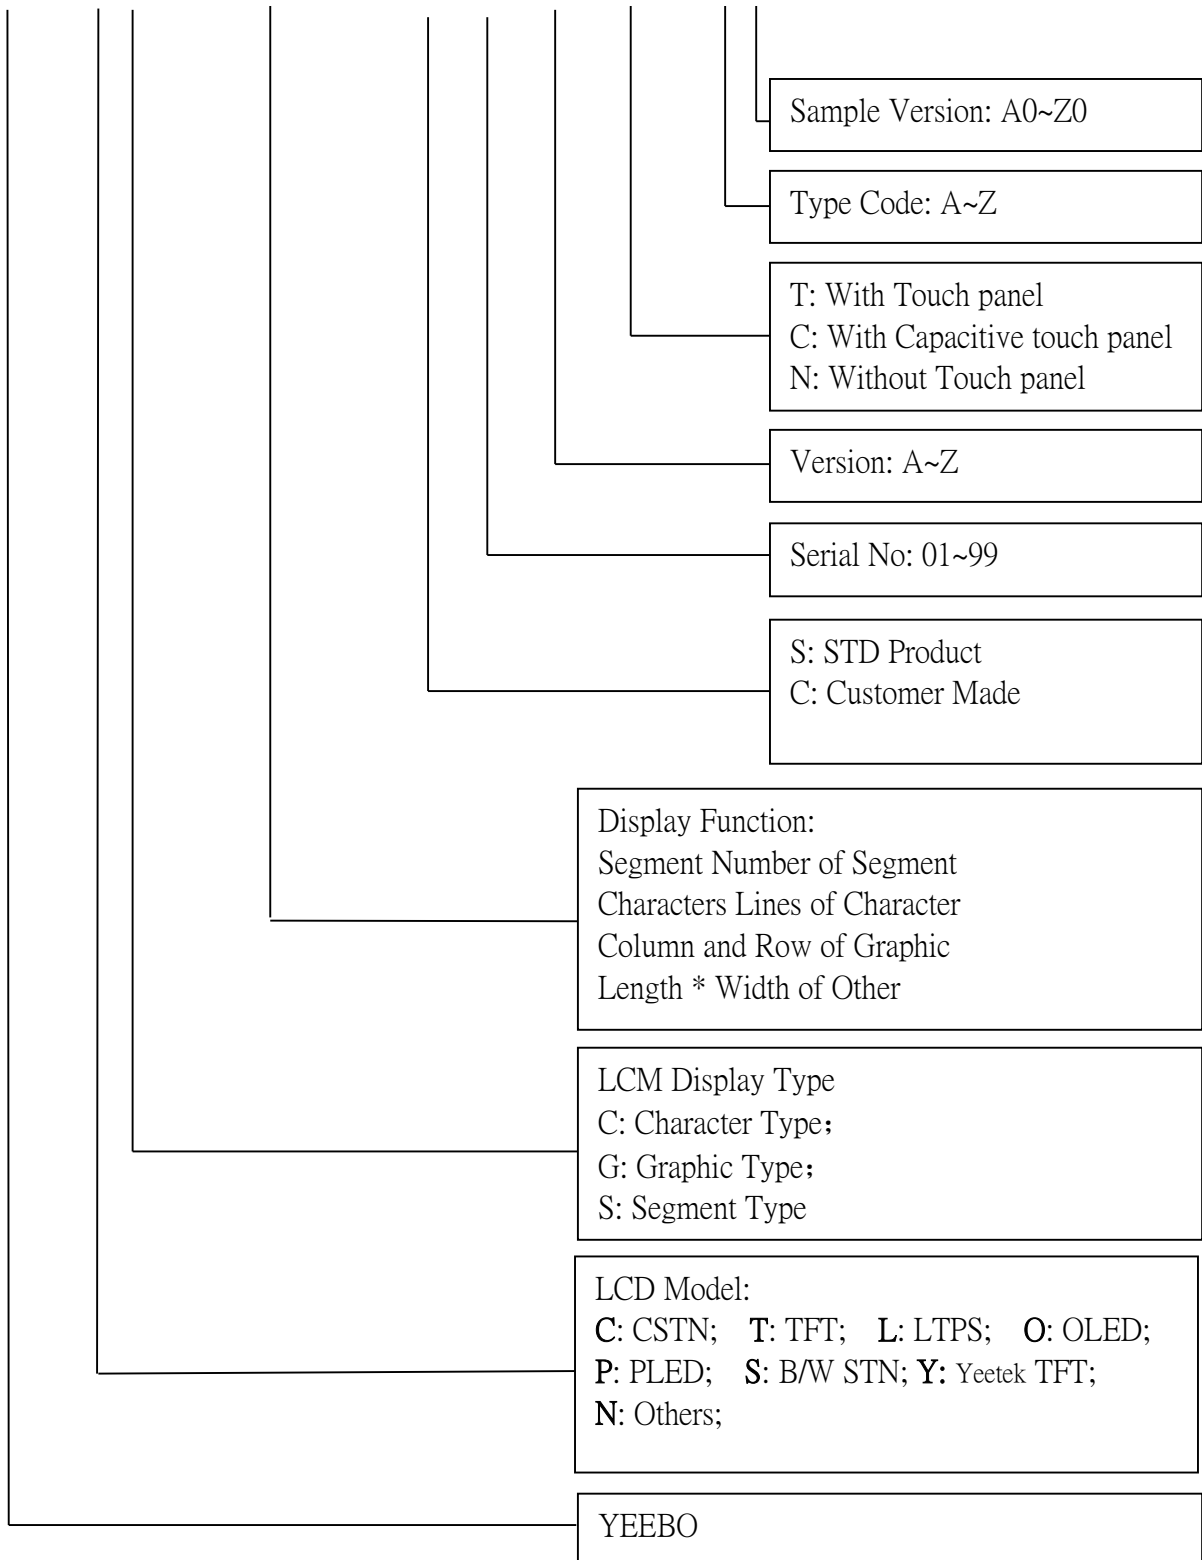 Sample Version: A0~Z0
Type Code: A~Z
T: With Touch panel
C: With Capacitive touch panel
N: Without Touch panel
Version: A~Z
Serial No: 01~99
S: STD Product
C: Customer Made
Display Function:
Segment Number of Segment
Characters Lines of Character
Column and Row of Graphic
Length * Width of Other
LCM Display Type
C: Character Type；
G: Graphic Type；
S: Segment Type
LCD Model:
C: CSTN; T: TFT; L: LTPS; O: OLED;
P: PLED; S: B/W STN; Y: Yeetek TFT;
N: Others;
YEEBO